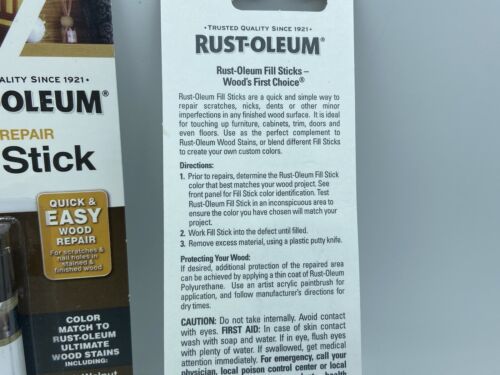 ALITY SINCE 1921 •
-OLEUM®
REPAIR
Stick
QUICK &
EASY
WOOD
REPAIR
For scratches &
nail holes in
stained &
finished wood
COLOR
MATCH TO
RUST-OLEUM
ULTIMATE
WOOD STAINS
INCLUDING:
Walnut
• TRUSTED QUALITY SINCE 1921 •
RUST-OLEUM®
Rust-Oleum Fill Sticks –
Wood's First Choice®
Rust-Oleum Fill Sticks are a quick and simple way to
repair scratches, nicks, dents or other minor
imperfections in any finished wood surface. It is ideal
for touching up furniture, cabinets, trim, doors and
even floors. Use as the perfect complement to
Rust-Oleum Wood Stains, or blend different Fill Sticks
to create your own custom colors.
Directions:
1. Prior to repairs, determine the Rust-Oleum Fill Stick
color that best matches your wood project. See
front panel for Fill Stick color identification. Test
Rust-Oleum Fill Stick in an inconspicuous area to
ensure the color you have chosen will match your
project.
2. Work Fill Stick into the defect until filled.
3. Remove excess material, using a plastic putty knife.
Protecting Your Wood:
If desired, additional protection of the repaired area
can be achieved by applying a thin coat of Rust-Oleum
Polyurethane. Use an artist acrylic paintbrush for
application, and follow manufacturer's directions for
dry times.
CAUTION: Do not take internally. Avoid contact
with eyes. FIRST AID: In case of skin contact
wash with soap and water. If in eye, flush eyes
with plenty of water. If swallowed, get medical
attention immediately. For emergency, call your
physician, local poison control center or local